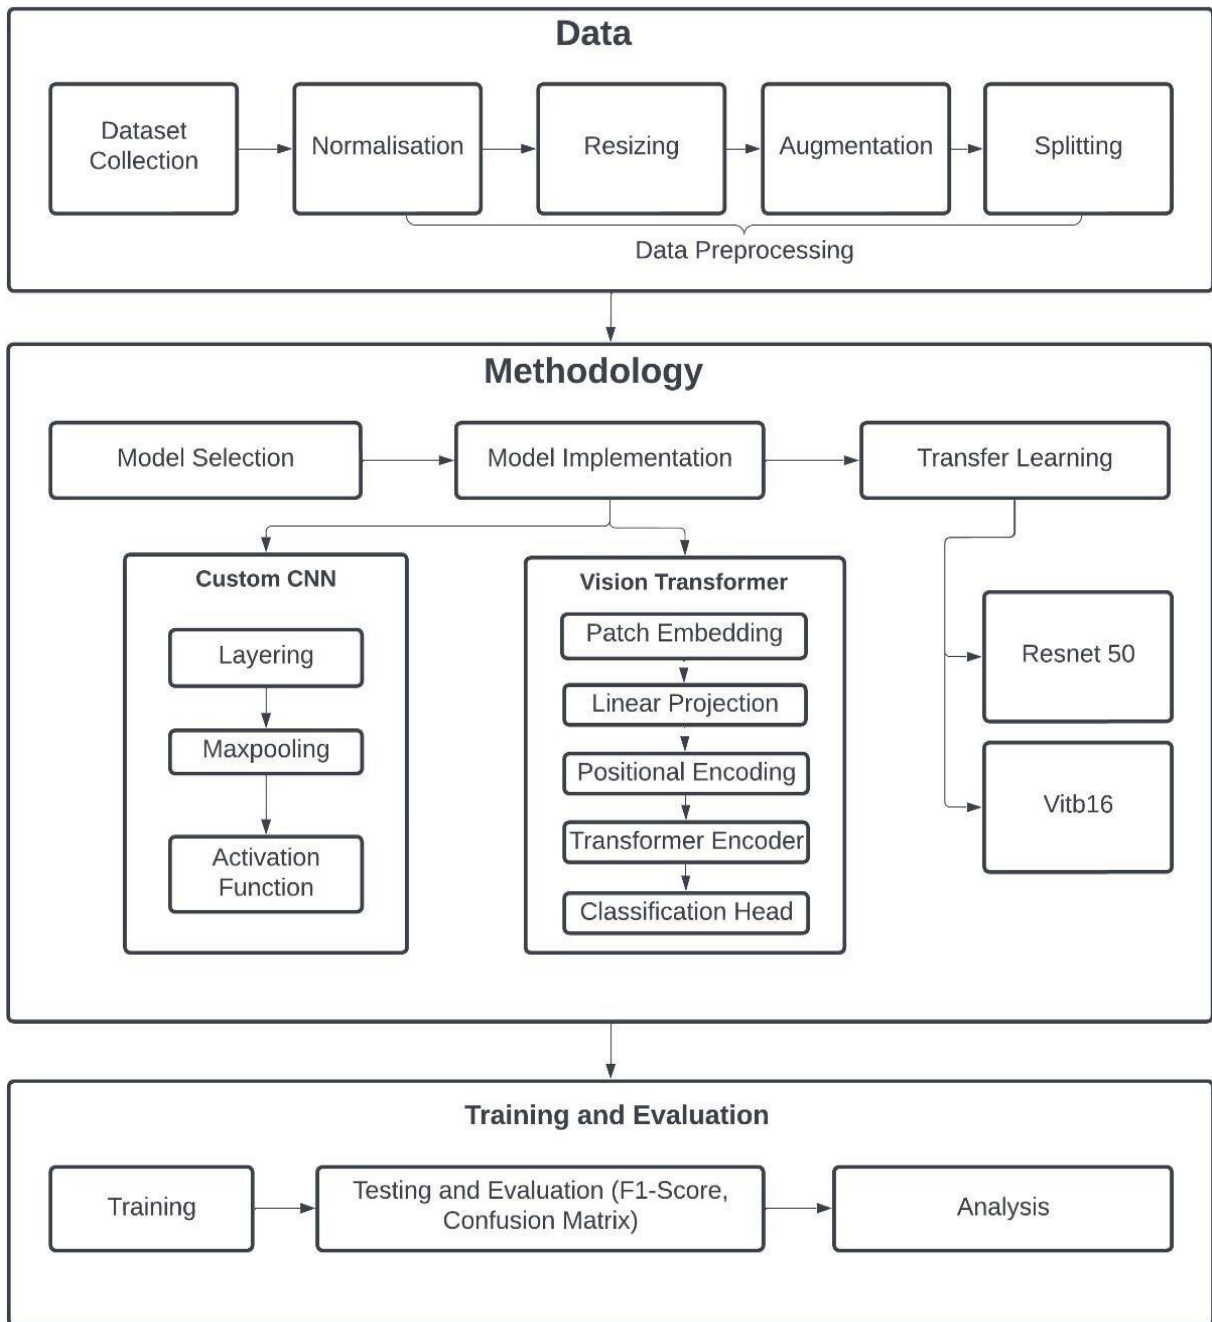 Data
Dataset
Collection
Normalisation
Resizing
Augmentation
Splitting
Data Preprocessing
Methodology
Model Selection
Model Implementation
Transfer Learning
Custom CNN
Layering
Maxpooling
Activation
Function
Vision Transformer
Patch Embedding
Linear Projection
Positional Encoding
Transformer Encoder
Classification Head
Resnet 50
Vitb16
Training and Evaluation
Training
Testing and Evaluation (F1-Score,
Confusion Matrix)
Analysis